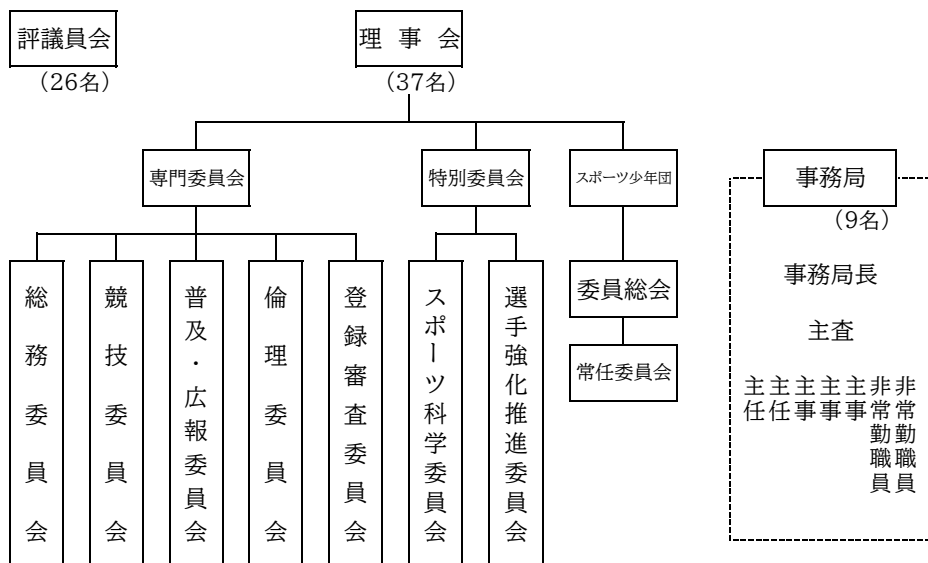 評議員会
（26名）
理事会
（37名）
専門委員会
特別委員会
スポーツ少年団
総務委員会
競技委員会
普及・広報委員会
倫理委員会
登録審査委員会
スポーツ科学委員会
選手強化推進委員会
委員総会
常任委員会
事務局
（9名）
事務局長
主査
主任
主任
主事
主事
主事
非常勤職員
非常勤職員